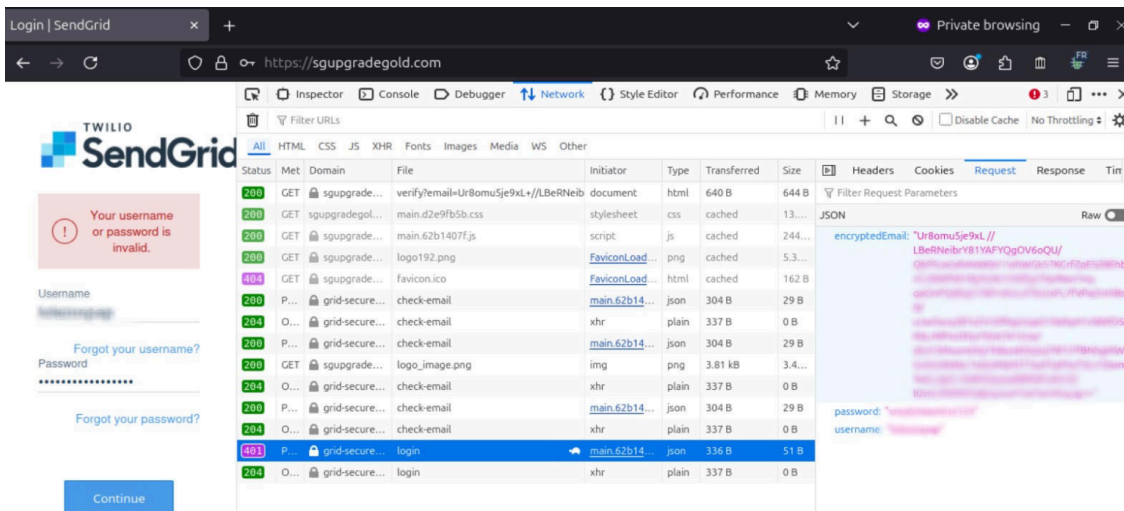 Login | SendGrid
Private browsing
https://sgupgradegold.com
FR
Inspector Console Debugger Network Style Editor Performance Memory Storage 3
Filter URLs
Disable Cache No Throttling
All HTML CSS JS XHR Fonts Images Media WS Other
Status Met Domain File Initiator Type Transferred Size Headers Cookies Request Response Tim
200 GET sgupgrade... verify?email=Ur8omu5je9xL+//LBeRNeib document html 640 B 644 B
200 GET sgupgradegol... main.d2e9fb5b.css stylesheet css cached 13....
200 GET sgupgrade... main.62b1407f.js script js cached 244...
200 GET sgupgrade... logo192.png FaviconLoad... png cached 5.3...
404 GET sgupgrade... favicon.ico FaviconLoad... html cached 162 B
200 P... grid-secure... check-email main.62b14... json 304 B 29 B
204 O... grid-secure... check-email xhr plain 337 B 0 B
200 P... grid-secure... check-email main.62b14... json 304 B 29 B
200 GET sgupgrade... logo_image.png img png 3.81 kB 3.4...
204 O... grid-secure... check-email xhr plain 337 B 0 B
200 P... grid-secure... check-email main.62b14... json 304 B 29 B
204 O... grid-secure... check-email xhr plain 337 B 0 B
401 P... grid-secure... login main.62b14... json 336 B 51 B
204 O... grid-secure... login xhr plain 337 B 0 B
Filter Request Parameters
JSON Raw
encryptedEmail: "Ur8omu5je9xL//
LBeRNeibrY81YAFYQgOV6oQU/
password:
username:
TWILIO
SendGrid
Your username
or password is
invalid.
Username
Forgot your username?
Password
Forgot your password?
Continue